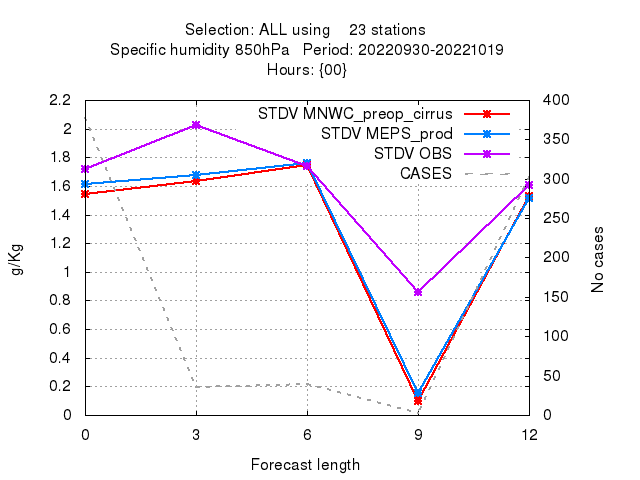 Selection: ALL using 23 stations
Specific humidity 850hPa Period: 20220930-20221019
Hours: {00}
STDV MNWC_preop_cirrus
STDV MEPS_prod
STDV OBS
CASES
g/Kg
2.2
2
1.8
1.6
1.4
1.2
1
0.8
0.6
0.4
0.2
0
400
350
300
250
200
150
100
50
0
No cases
0 3 6 9 12
Forecast length